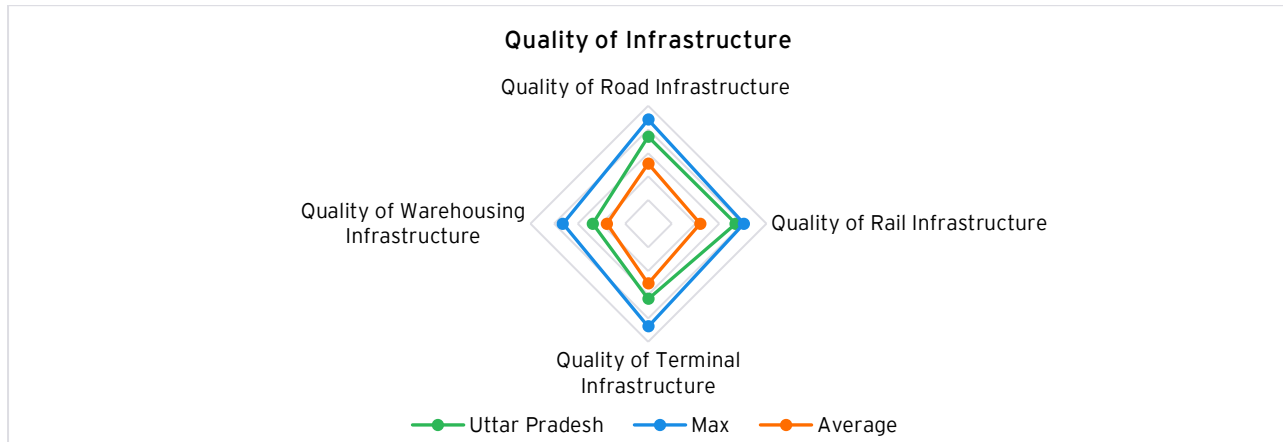 Quality of Infrastructure
Quality of Road Infrastructure
Quality of Warehousing
Infrastructure
Quality of Rail Infrastructure
Quality of Terminal
Infrastructure
Uttar Pradesh Max Average